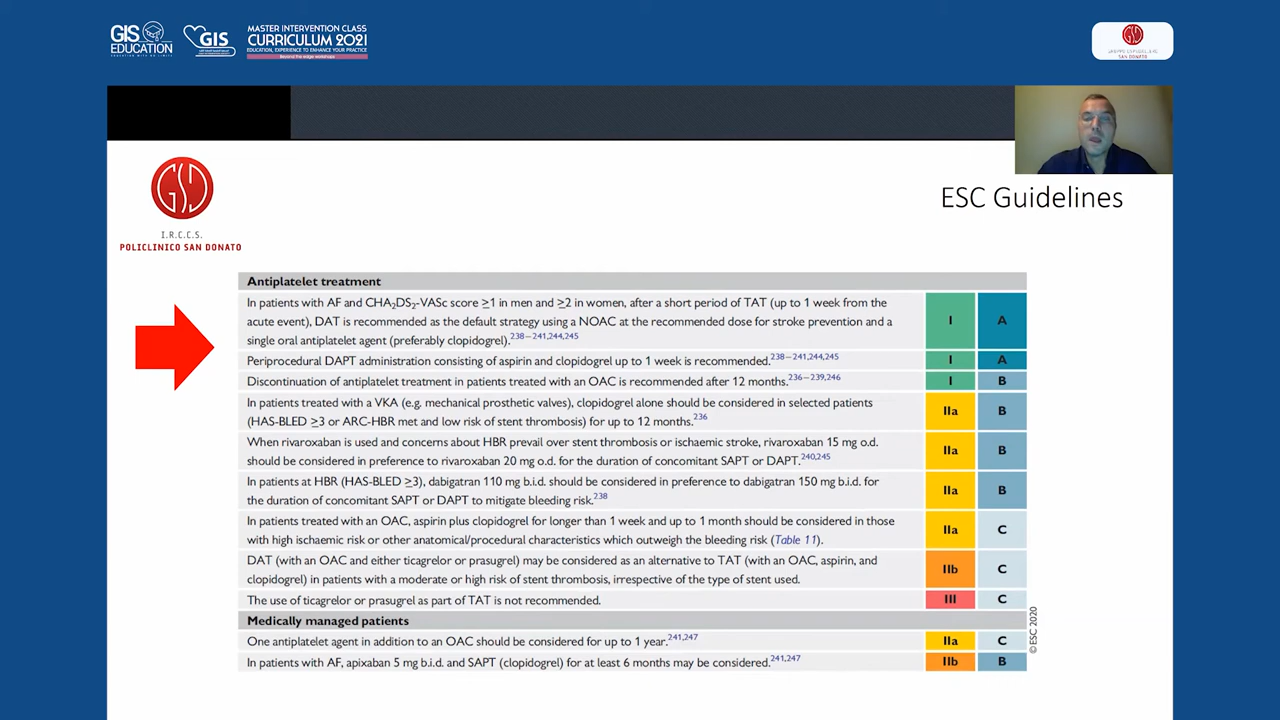 GIS
EDUCATION
GIS
MASTER INTERVENTION CLASS
CURRICULUM 2021
EDUCATION, EXPERIENCE TO ENHANCE YOUR PRACTICE
Beyond the edge workshops
SAN DONATO
GSD
I.R.C.C.S.
POLICLINICO SAN DONATO
ESC Guidelines
Antiplatelet treatment
In patients with AF and CHA₂DS₂-VASc score ≥1 in men and ≥2 in women, after a short period of TAT (up to 1 week from the
acute event), DAT is recommended as the default strategy using a NOAC at the recommended dose for stroke prevention and a
single oral antiplatelet agent (preferably clopidogrel).238–241,244,245
I A
Periprocedural DAPT administration consisting of aspirin and clopidogrel up to 1 week is recommended.238–241,244,245 I A
Discontinuation of antiplatelet treatment in patients treated with an OAC is recommended after 12 months.236–239,246 I B
In patients treated with a VKA (e.g. mechanical prosthetic valves), clopidogrel alone should be considered in selected patients
(HAS-BLED ≥3 or ARC-HBR met and low risk of stent thrombosis) for up to 12 months.236
IIa B
When rivaroxaban is used and concerns about HBR prevail over stent thrombosis or ischaemic stroke, rivaroxaban 15 mg o.d.
should be considered in preference to rivaroxaban 20 mg o.d. for the duration of concomitant SAPT or DAPT.240,245
IIa B
In patients at HBR (HAS-BLED ≥3), dabigatran 110 mg b.i.d. should be considered in preference to dabigatran 150 mg b.i.d. for
the duration of concomitant SAPT or DAPT to mitigate bleeding risk.238
IIa B
In patients treated with an OAC, aspirin plus clopidogrel for longer than 1 week and up to 1 month should be considered in those
with high ischaemic risk or other anatomical/procedural characteristics which outweigh the bleeding risk (Table 11).
IIa C
DAT (with an OAC and either ticagrelor or prasugrel) may be considered as an alternative to TAT (with an OAC, aspirin, and
clopidogrel) in patients with a moderate or high risk of stent thrombosis, irrespective of the type of stent used.
IIb C
The use of ticagrelor or prasugrel as part of TAT is not recommended. III C
Medically managed patients
One antiplatelet agent in addition to an OAC should be considered for up to 1 year.241,247 IIa C
In patients with AF, apixaban 5 mg b.i.d. and SAPT (clopidogrel) for at least 6 months may be considered.241,247 IIb B
© ESC 2020